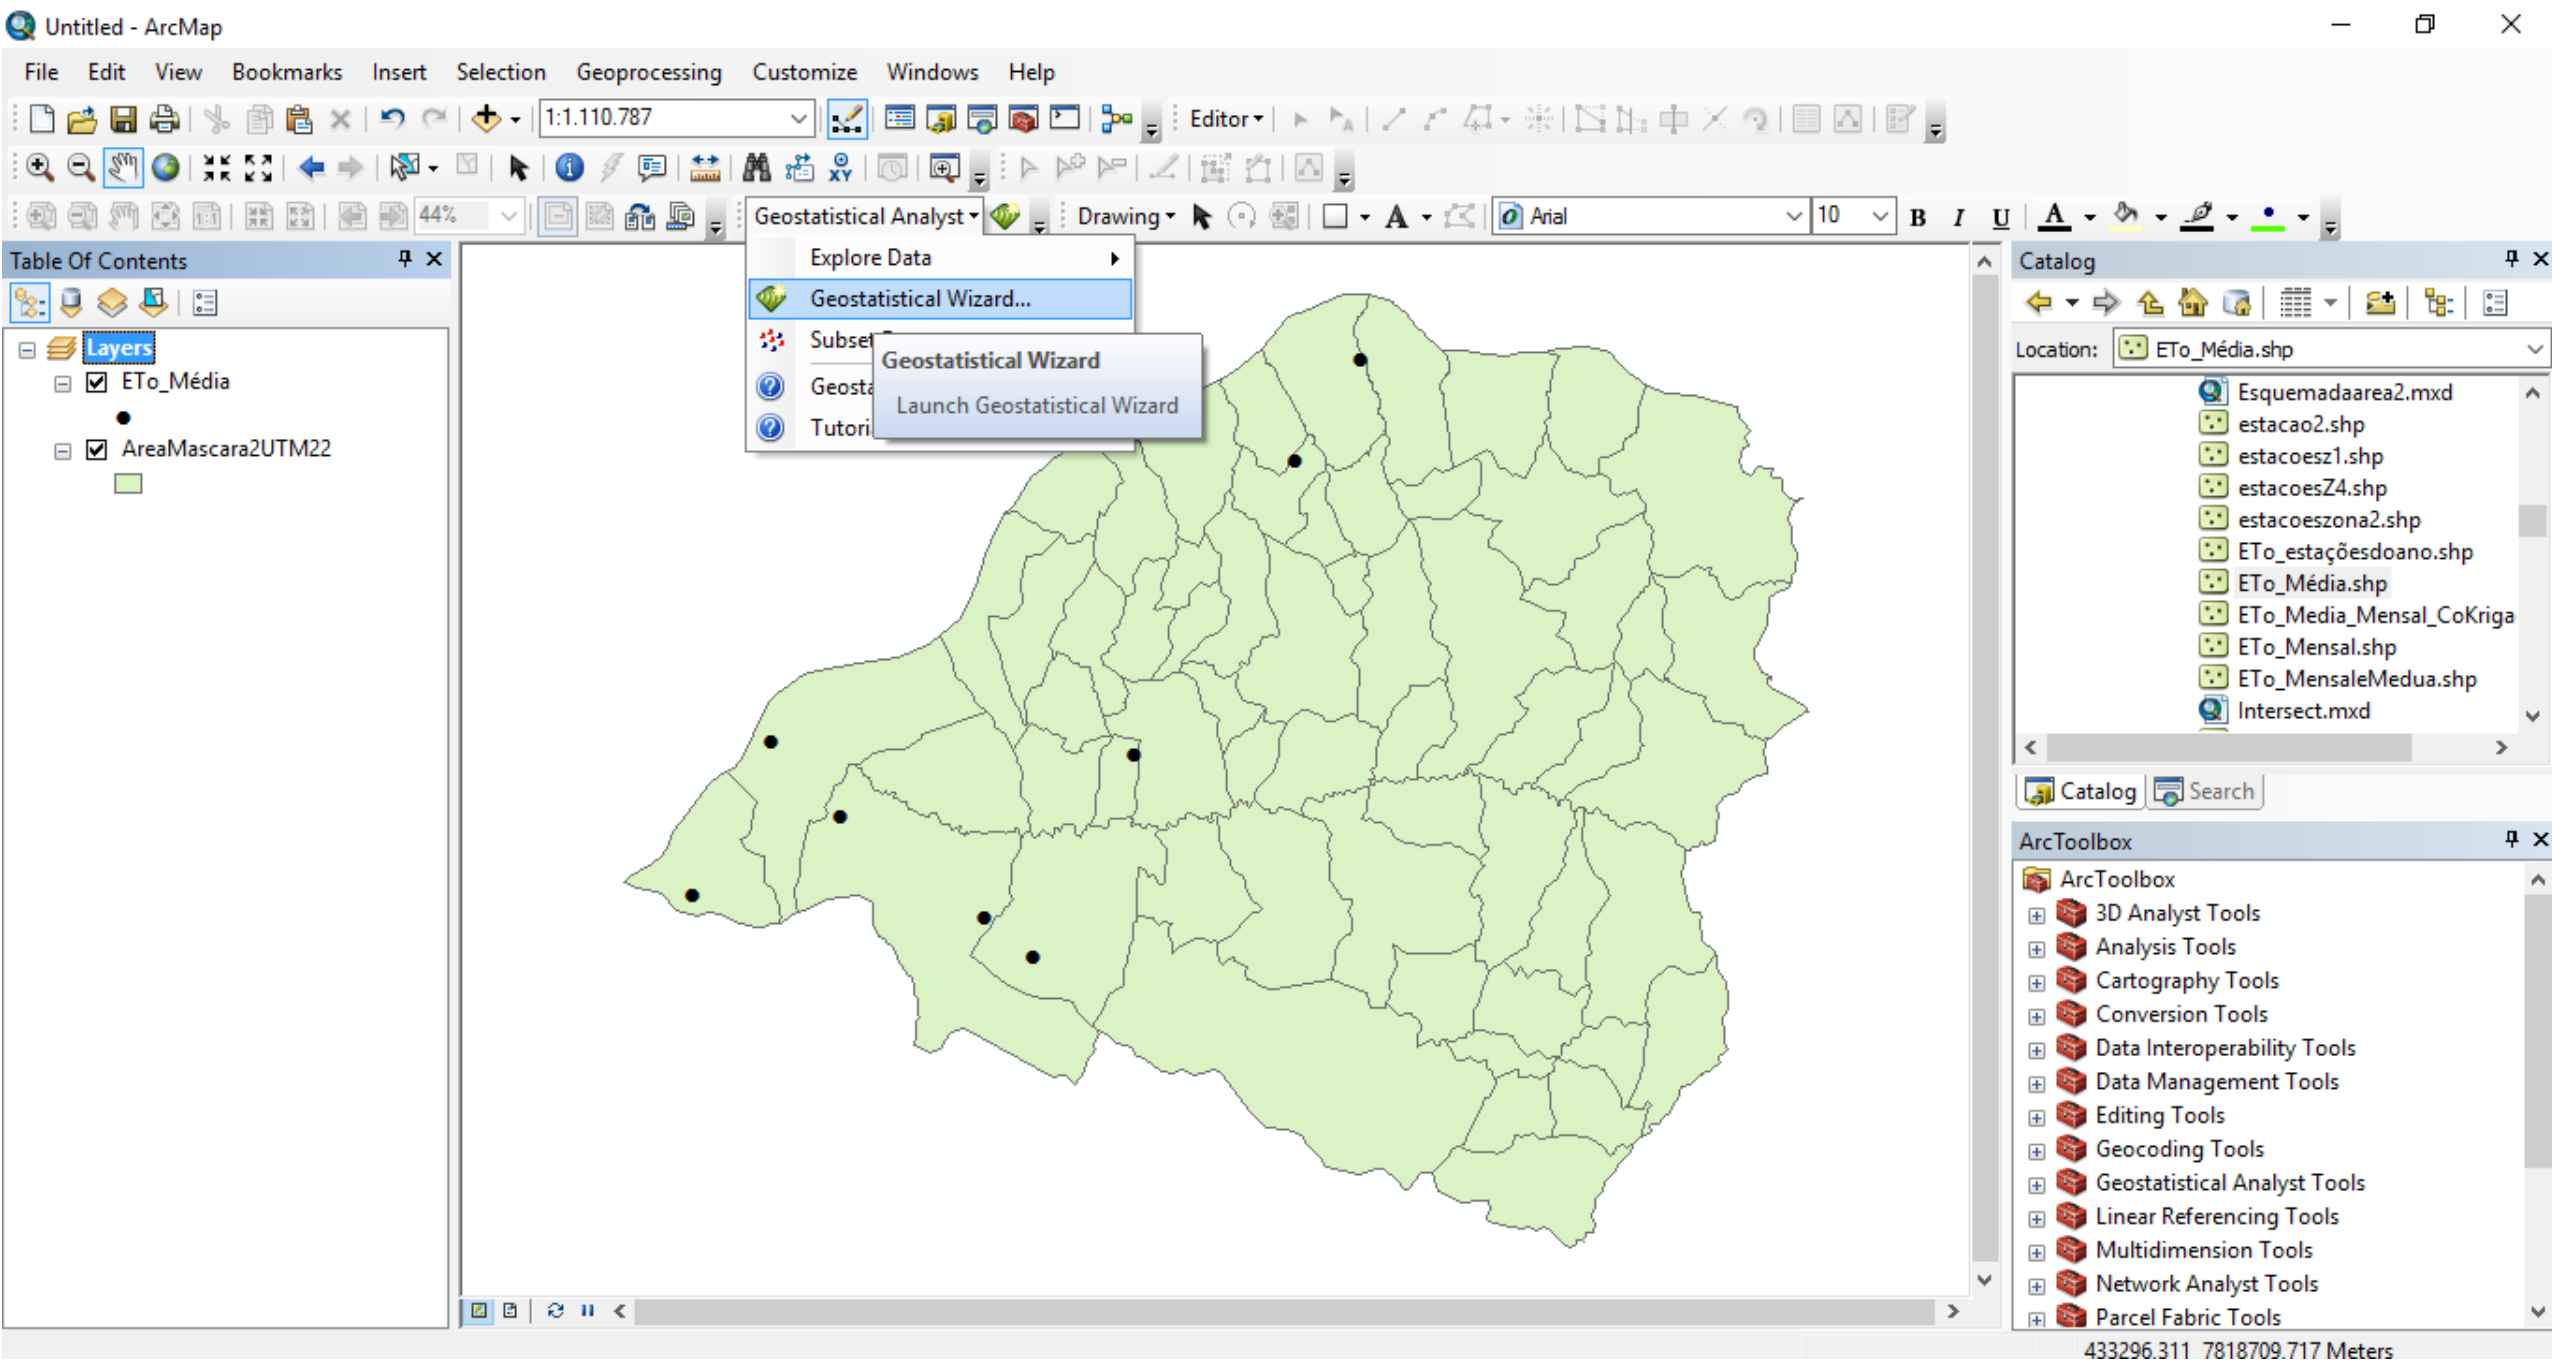 Untitled - ArcMap
File Edit View Bookmarks Insert Selection Geoprocessing Customize Windows Help
1:1.110.787
Editor
44%
Geostatistical Analyst
Drawing
A
Arial
10
B I U A
Table Of Contents
Layers
ETo_Média
AreaMascara2UTM22
Explore Data
Geostatistical Wizard...
Subset
Geosta
Tutori
Geostatistical Wizard
Launch Geostatistical Wizard
Catalog
Location: ETo_Média.shp
Esquemadaarea2.mxd
estacao2.shp
estacoesz1.shp
estacoesZ4.shp
estacoeszona2.shp
ETo_estaçõesdoano.shp
ETo_Média.shp
ETo_Media_Mensal_CoKriga
ETo_Mensal.shp
ETo_MensaleMedua.shp
Intersect.mxd
Catalog Search
ArcToolbox
ArcToolbox
3D Analyst Tools
Analysis Tools
Cartography Tools
Conversion Tools
Data Interoperability Tools
Data Management Tools
Editing Tools
Geocoding Tools
Geostatistical Analyst Tools
Linear Referencing Tools
Multidimension Tools
Network Analyst Tools
Parcel Fabric Tools
433296,311 7818709,717 Meters